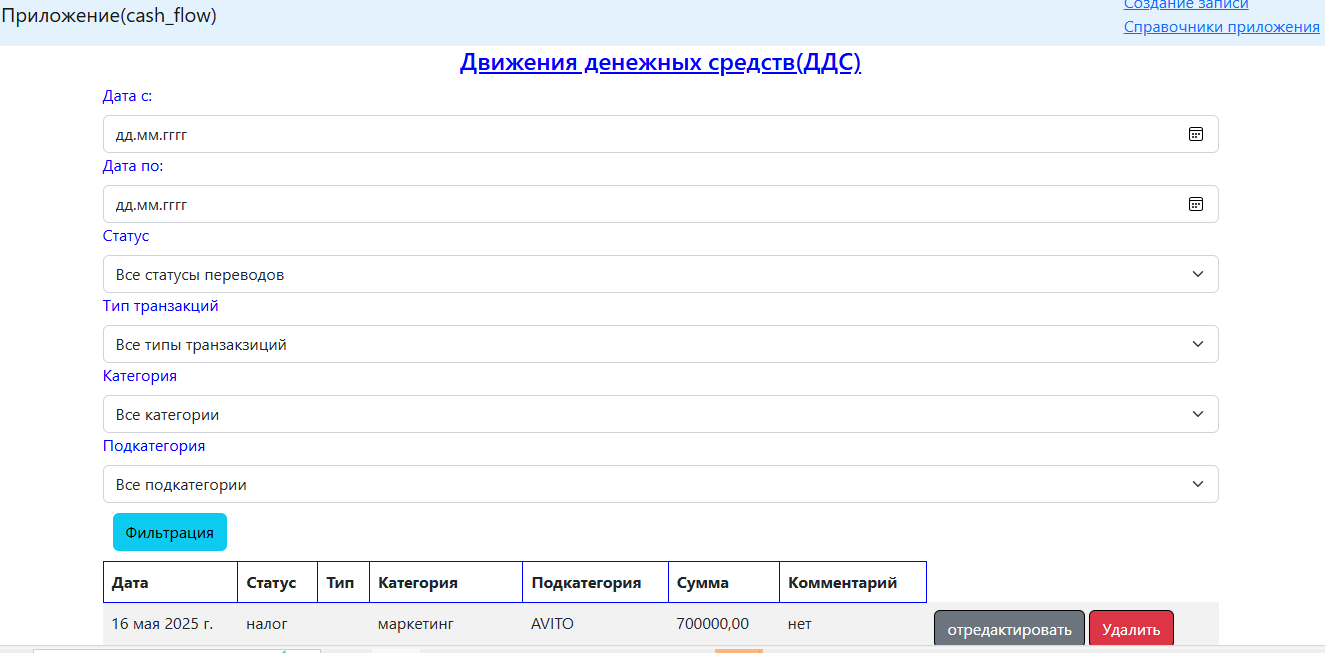 Приложение(cash_flow)
Создание записи
Справочники приложения
Движения денежных средств(ДДС)
Дата с:
дд.мм.гггг
Дата по:
дд.мм.гггг
Статус
Все статусы переводов
Тип транзакций
Все типы транзакзиций
Категория
Все категории
Подкатегория
Все подкатегории
Фильтрация
Дата Статус Тип Категория Подкатегория Сумма Комментарий
16 мая 2025 г. налог маркетинг AVITO 700000,00 нет отредактировать Удалить